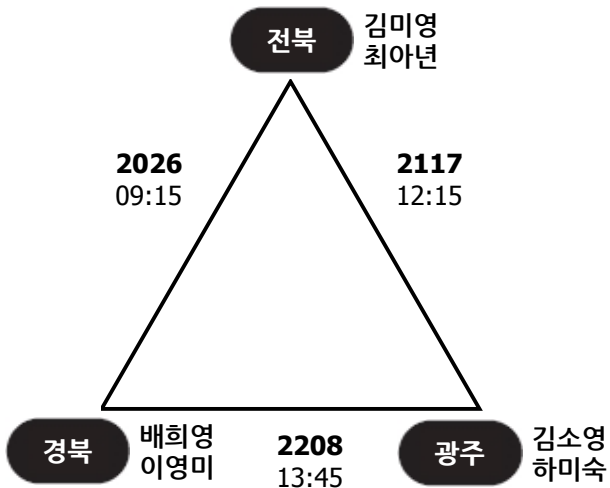 전북
김미영
최아년
2026
09:15
2117
12:15
경북
배희영
이영미
2208
13:45
광주
김소영
하미숙